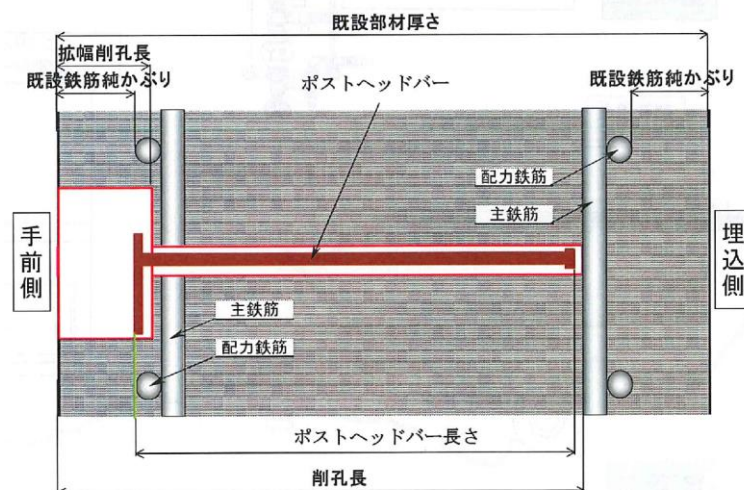 既設部材厚さ
拡幅削孔長
既設鉄筋純かぶり
ポストヘッドバー
既設鉄筋純かぶり
配力鉄筋
主鉄筋
手前側
埋込側
主鉄筋
配力鉄筋
ポストヘッドバー長さ
削孔長